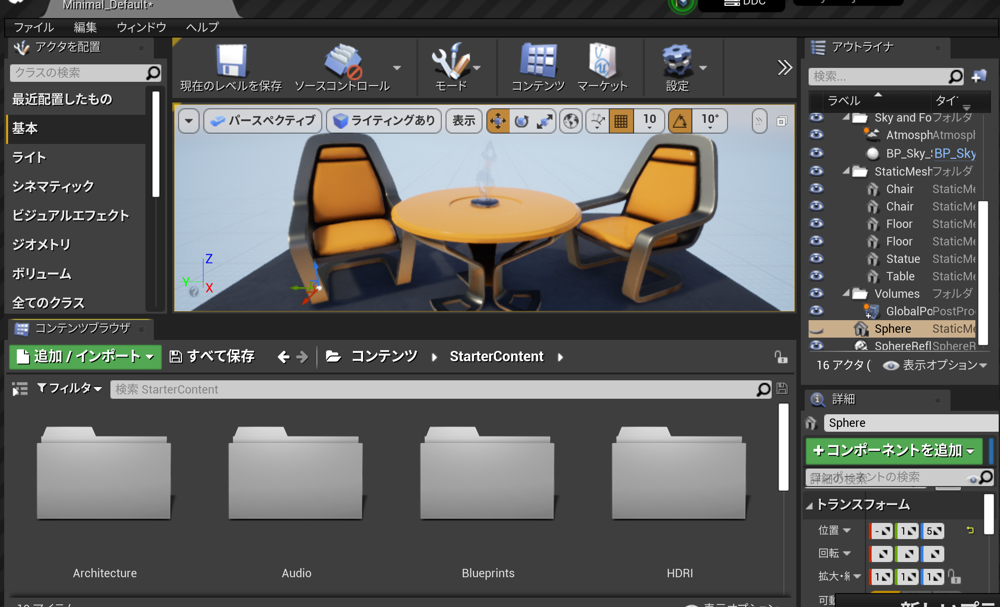 Minimal_Default*
DDC
ファイル 編集 ウィンドウ ヘルプ
アクタを配置
クラスの検索
最近配置したもの
基本
ライト
シネマティック
ビジュアルエフェクト
ジオメトリ
ボリューム
全てのクラス
現在のレベルを保存 ソースコントロール モード コンテンツ マーケット 設定
パースペクティブ ライティングあり 表示 10 10°
Z
Y
X
アウトライナ
検索...
ラベル タイ
Sky and Fo フォルダ
Atmosph Atmosph
BP_Sky_S BP_Sky
StaticMesh フォルダ
Chair StaticMe
Chair StaticMe
Floor StaticMe
Floor StaticMe
Statue StaticMe
Table StaticMe
Volumes フォルダ
GlobalPo PostPro
Sphere StaticMe
SphereRefl SphereR
16 アクタ ( 表示オプション
コンテンツブラウザ
追加 / インポート すべて保存 コンテンツ StarterContent
フィルタ 検索 StarterContent
Architecture Audio Blueprints HDRI
詳細
Sphere
コンポーネントを追加
コンポーネントの検索
詳細の検索
トランスフォーム
位置 - 1 5
回転
拡大・縮 1 1 1